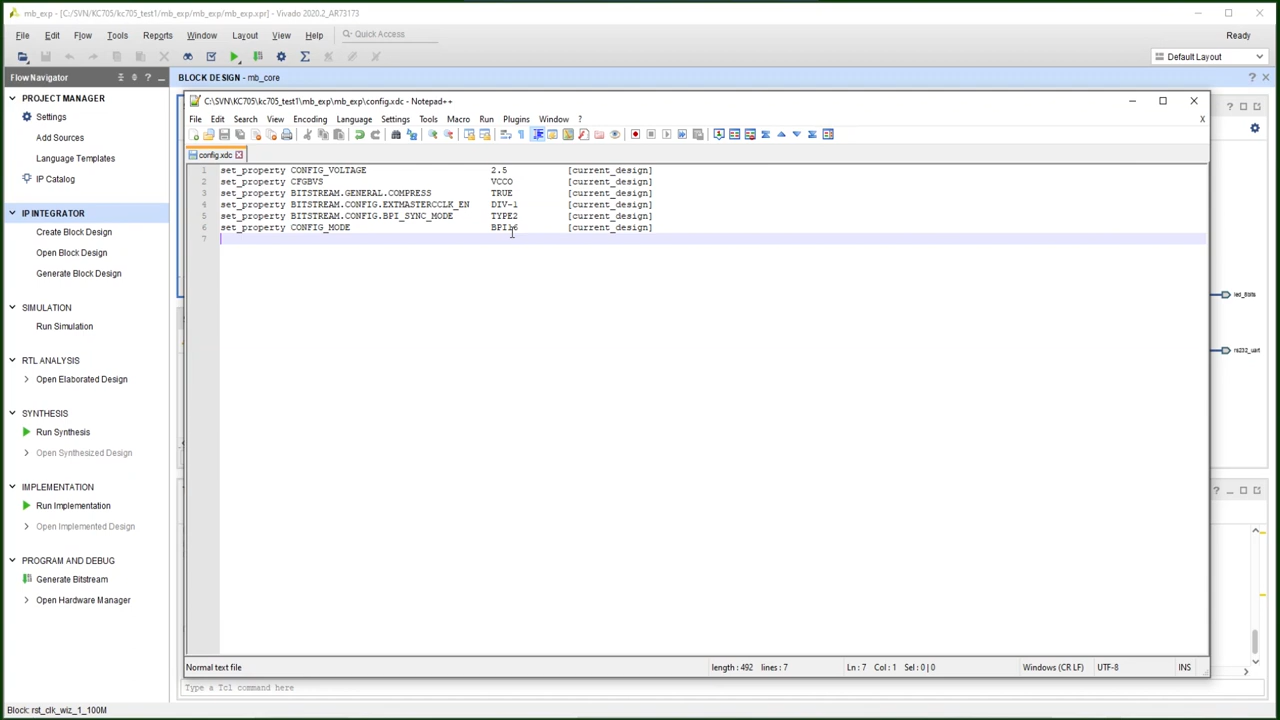 mb_exp - [C:/SVN/KC705/kc705_test1/mb_exp/mb_exp/mb_exp.xpr] - Vivado 2020.2_AR73173
File Edit Flow Tools Reports Window Layout View Help Quick Access Ready
Default Layout
Flow Navigator
BLOCK DESIGN - mb_core
PROJECT MANAGER
Settings
Add Sources
Language Templates
IP Catalog
IP INTEGRATOR
Create Block Design
Open Block Design
Generate Block Design
SIMULATION
Run Simulation
RTL ANALYSIS
Open Elaborated Design
SYNTHESIS
Run Synthesis
Open Synthesized Design
IMPLEMENTATION
Run Implementation
Open Implemented Design
PROGRAM AND DEBUG
Generate Bitstream
Open Hardware Manager
C:\SVN\KC705\kc705_test1\mb_exp\mb_exp\config.xdc - Notepad++
File Edit Search View Encoding Language Settings Tools Macro Run Plugins Window ? X
config.xdc
1 set_property CONFIG_VOLTAGE 2.5 [current_design]
2 set_property CFGBVS VCCO [current_design]
3 set_property BITSTREAM.GENERAL.COMPRESS TRUE [current_design]
4 set_property BITSTREAM.CONFIG.EXTMASTERCCLK_EN DIV-1 [current_design]
5 set_property BITSTREAM.CONFIG.BPI_SYNC_MODE TYPE2 [current_design]
6 set_property CONFIG_MODE BPI16 [current_design]
7
led_8bits
rs232_uart
Normal text file length : 492 lines : 7 Ln : 7 Col : 1 Sel : 0 | 0 Windows (CR LF) UTF-8 INS
Type a Tcl command here
Block: rst_clk_wiz_1_100M